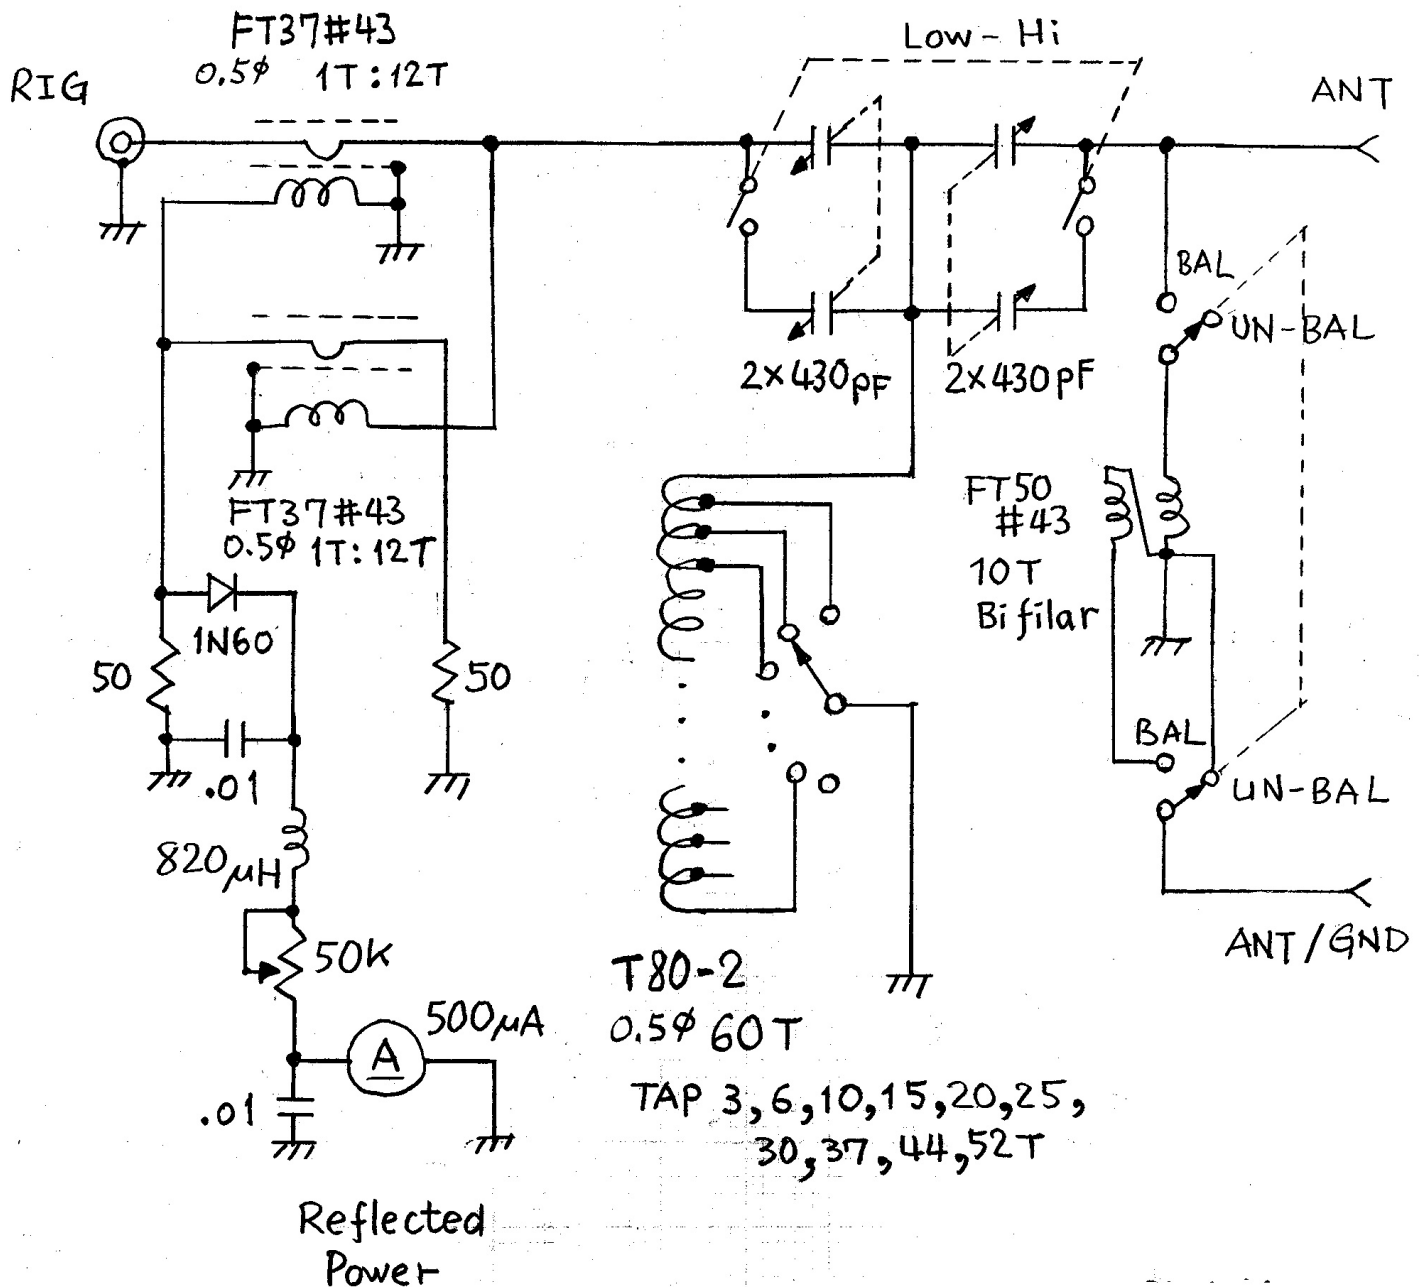 FT37#43
0.5φ 1T:12T
RIG
Low-Hi
ANT
BAL
UN-BAL
2×430pF
2×430pF
FT37#43
0.5φ 1T:12T
FT50
#43
10T
Bifilar
1N60
50
50
.01
820μH
BAL
UN-BAL
50K
ANT/GND
T80-2
0.5φ 60T
500μA
A
TAP 3,6,10,15,20,25,
30,37,44,52T
.01
Reflected
Power